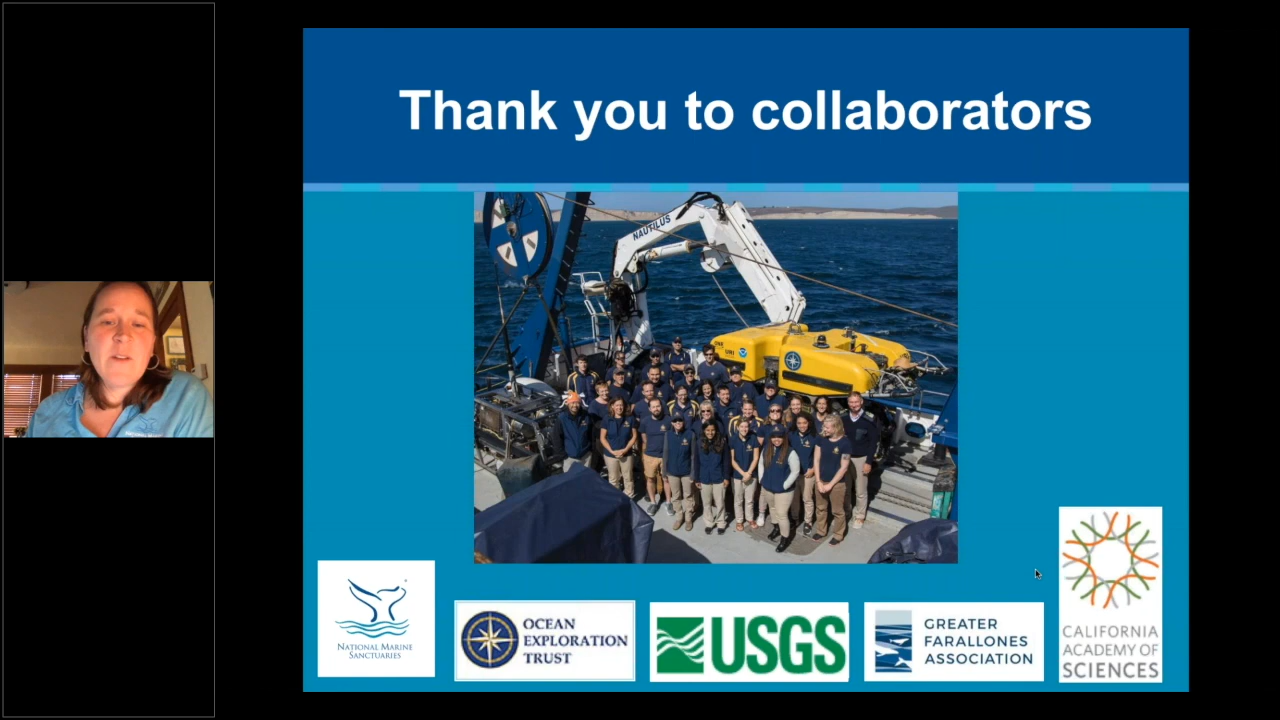 Thank you to collaborators
NAUTILUS
NATIONAL MARINE
SANCTUARIES
OCEAN
EXPLORATION
TRUST
USGS
GREATER
FARALLONES
ASSOCIATION
CALIFORNIA
ACADEMY OF
SCIENCES